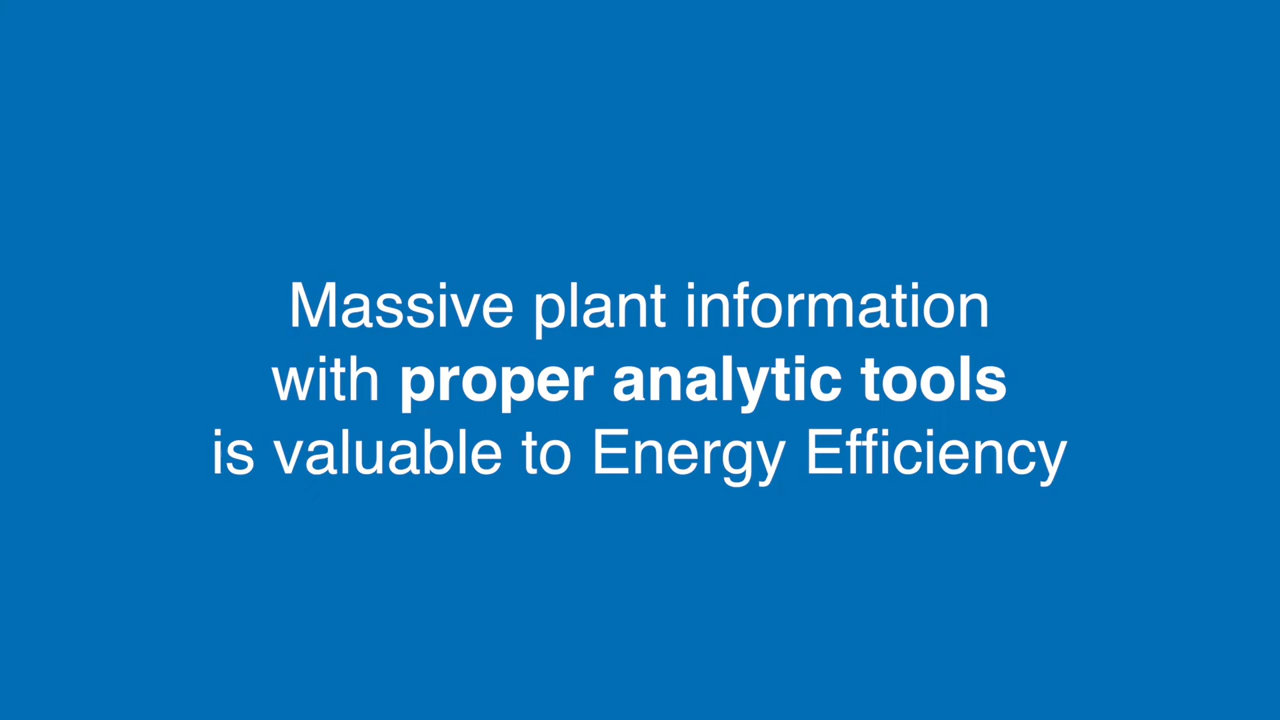 Massive plant information
with proper analytic tools
is valuable to Energy Efficiency